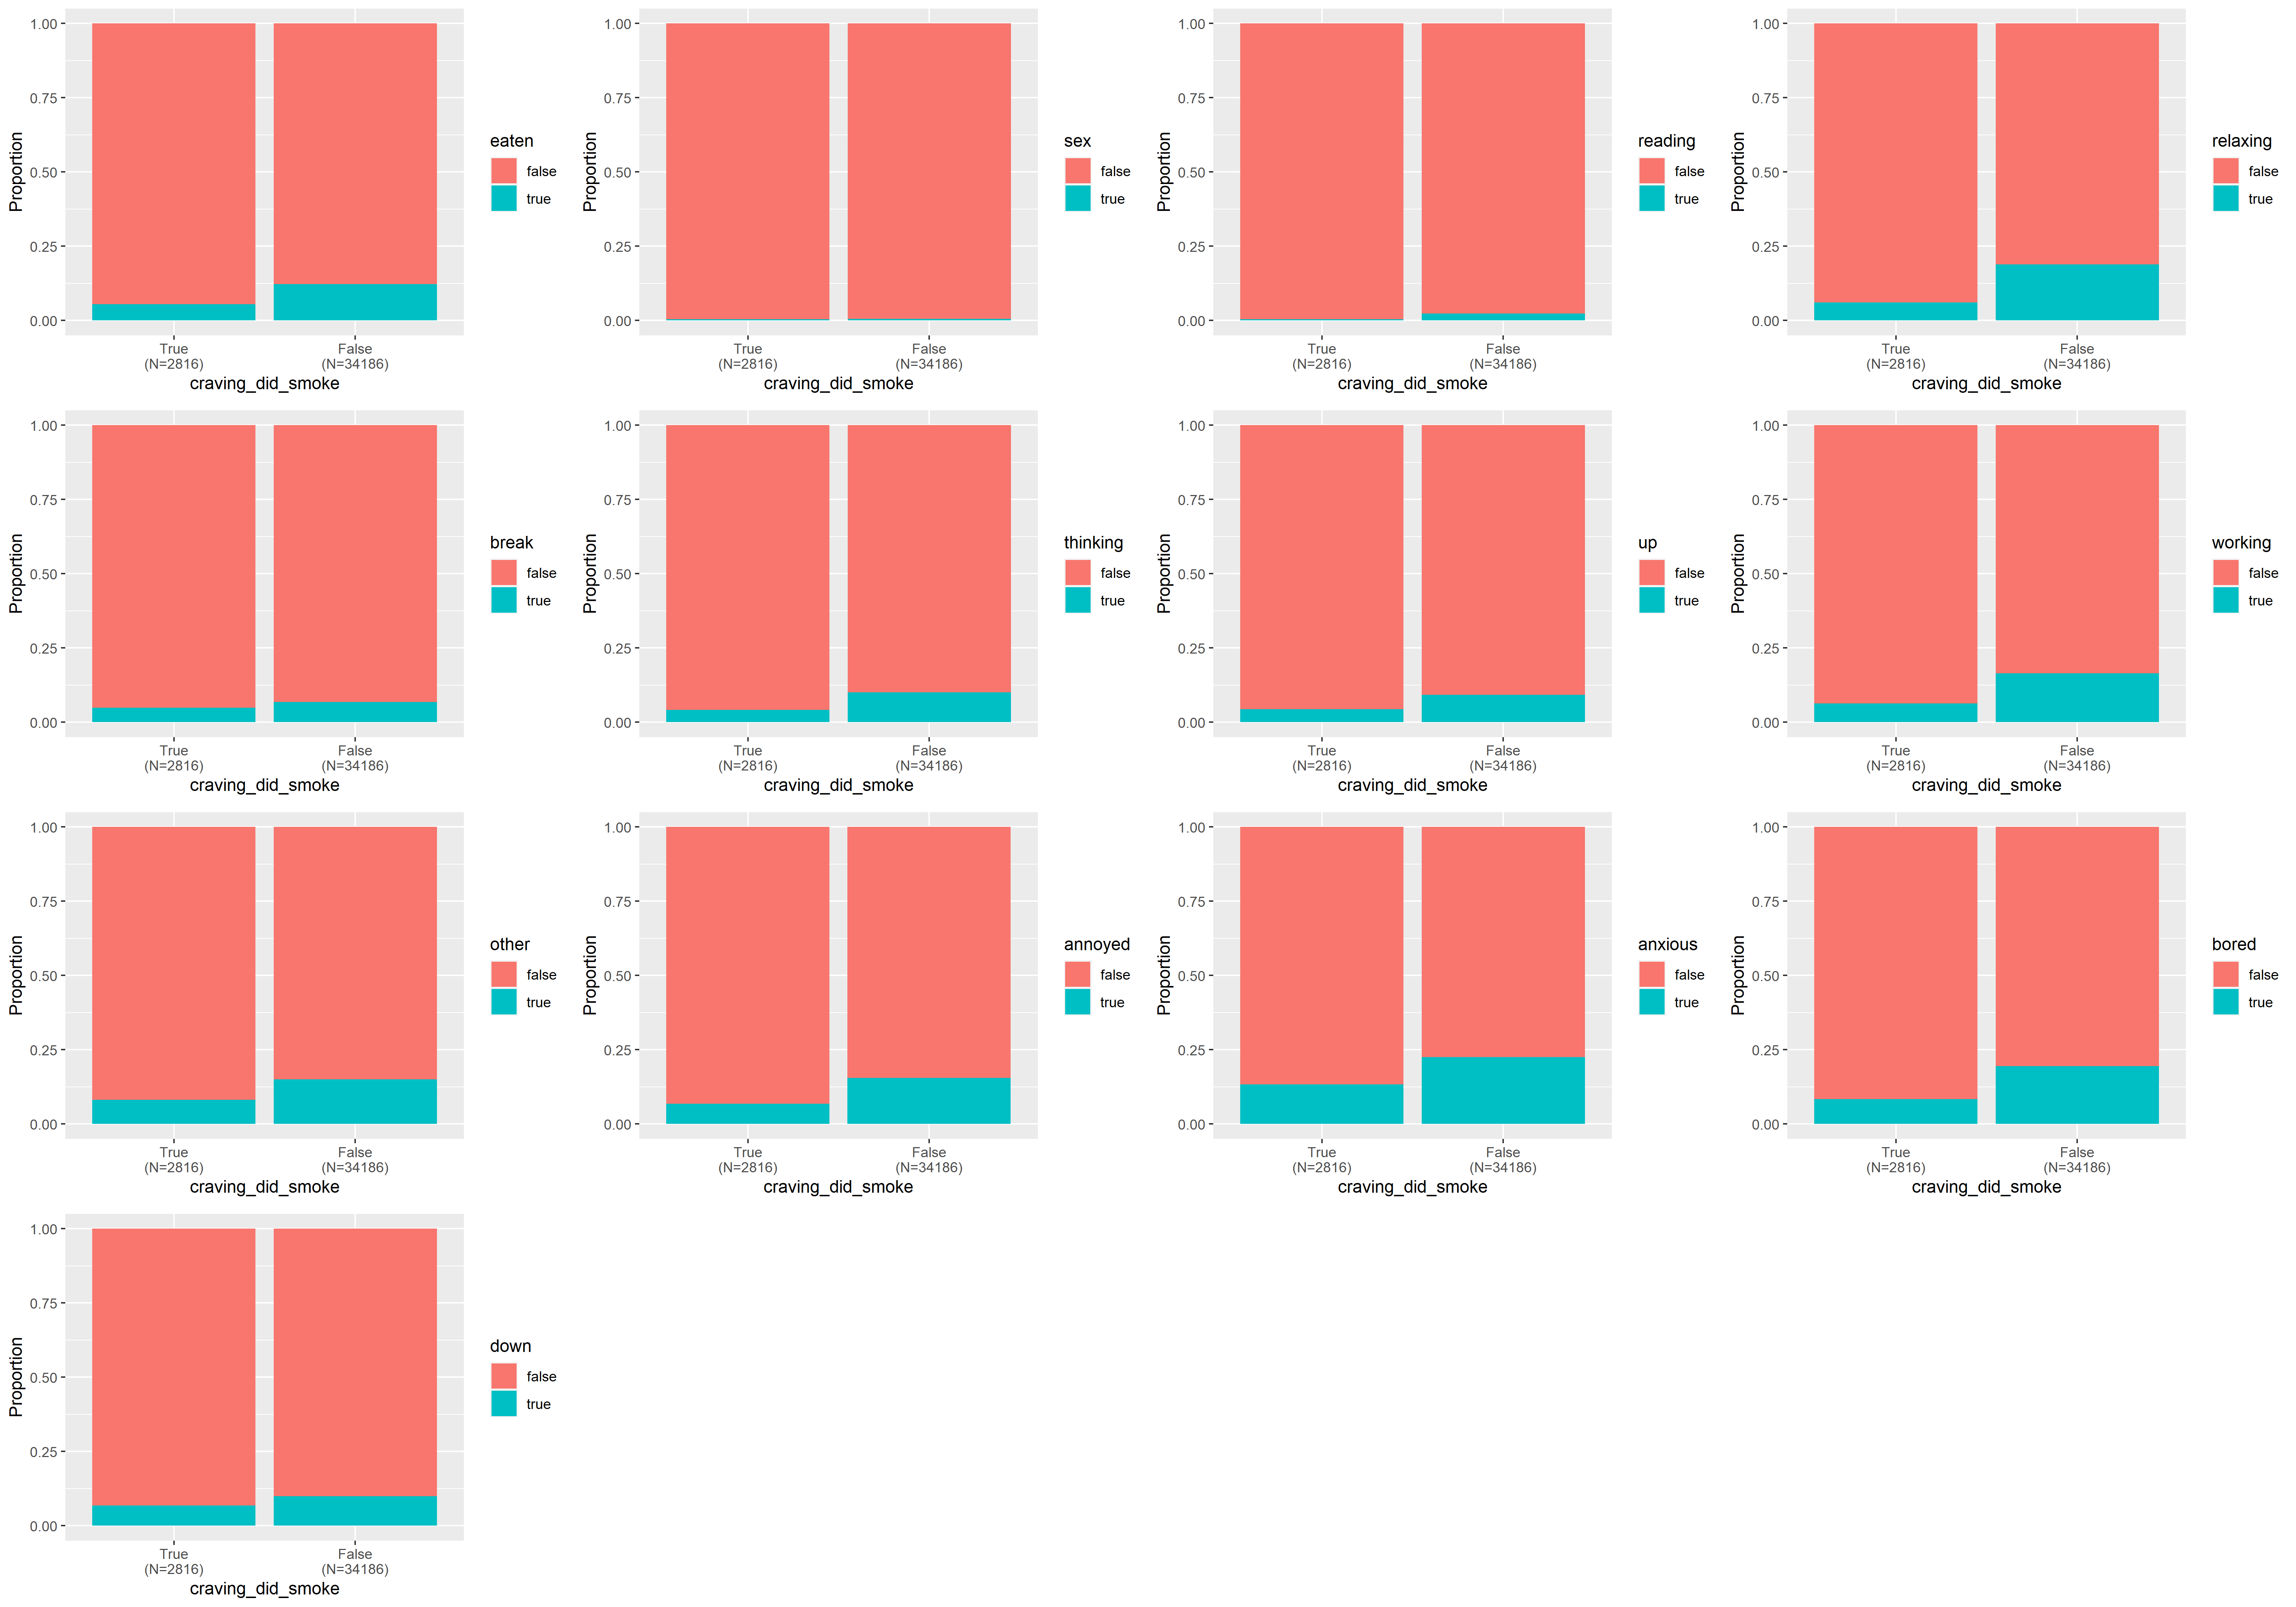 Proportion
1.00
0.75
0.50
0.25
0.00
True
(N=2816)
False
(N=34186)
craving_did_smoke
eaten
false
true
Proportion
1.00
0.75
0.50
0.25
0.00
True
(N=2816)
False
(N=34186)
craving_did_smoke
sex
false
true
Proportion
1.00
0.75
0.50
0.25
0.00
True
(N=2816)
False
(N=34186)
craving_did_smoke
reading
false
true
Proportion
1.00
0.75
0.50
0.25
0.00
True
(N=2816)
False
(N=34186)
craving_did_smoke
relaxing
false
true
Proportion
1.00
0.75
0.50
0.25
0.00
True
(N=2816)
False
(N=34186)
craving_did_smoke
break
false
true
Proportion
1.00
0.75
0.50
0.25
0.00
True
(N=2816)
False
(N=34186)
craving_did_smoke
thinking
false
true
Proportion
1.00
0.75
0.50
0.25
0.00
True
(N=2816)
False
(N=34186)
craving_did_smoke
up
false
true
Proportion
1.00
0.75
0.50
0.25
0.00
True
(N=2816)
False
(N=34186)
craving_did_smoke
working
false
true
Proportion
1.00
0.75
0.50
0.25
0.00
True
(N=2816)
False
(N=34186)
craving_did_smoke
other
false
true
Proportion
1.00
0.75
0.50
0.25
0.00
True
(N=2816)
False
(N=34186)
craving_did_smoke
annoyed
false
true
Proportion
1.00
0.75
0.50
0.25
0.00
True
(N=2816)
False
(N=34186)
craving_did_smoke
anxious
false
true
Proportion
1.00
0.75
0.50
0.25
0.00
True
(N=2816)
False
(N=34186)
craving_did_smoke
bored
false
true
Proportion
1.00
0.75
0.50
0.25
0.00
True
(N=2816)
False
(N=34186)
craving_did_smoke
down
false
true